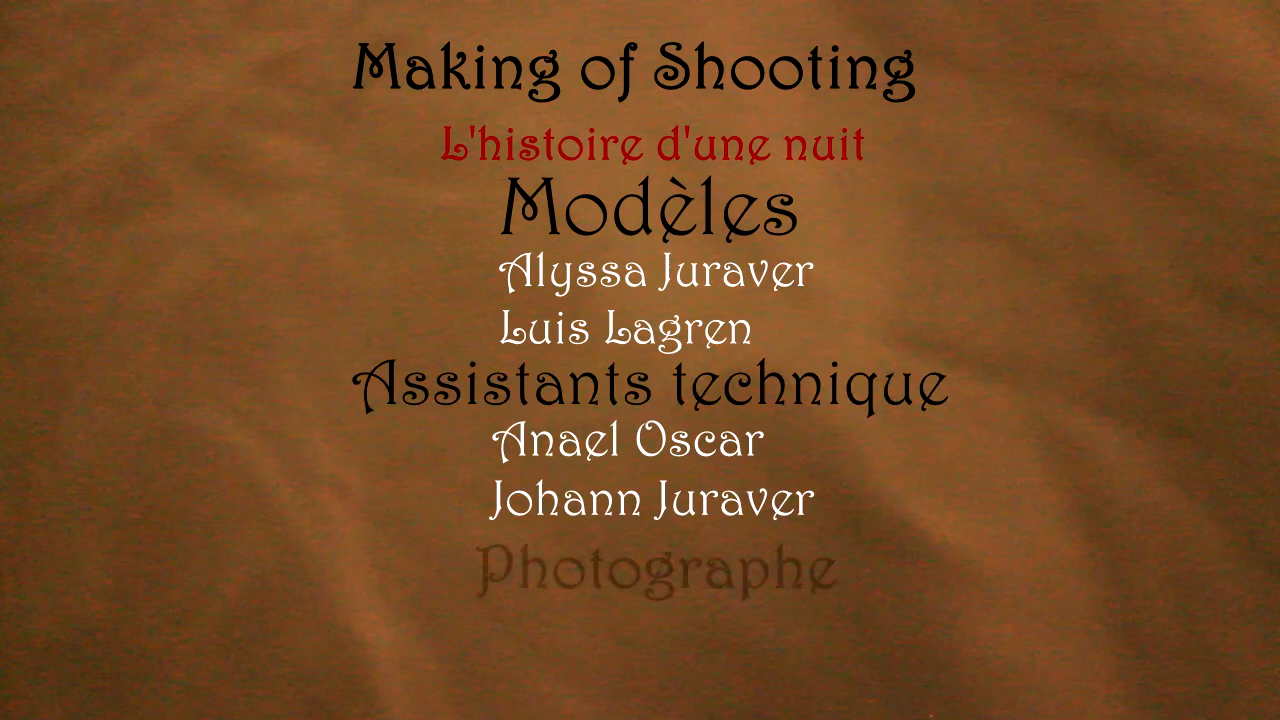 Making of Shooting
L'histoire d'une nuit
Modèles
Alyssa Juraver
Luis Lagren
Assistants technique
Anael Oscar
Johann Juraver
Photographe